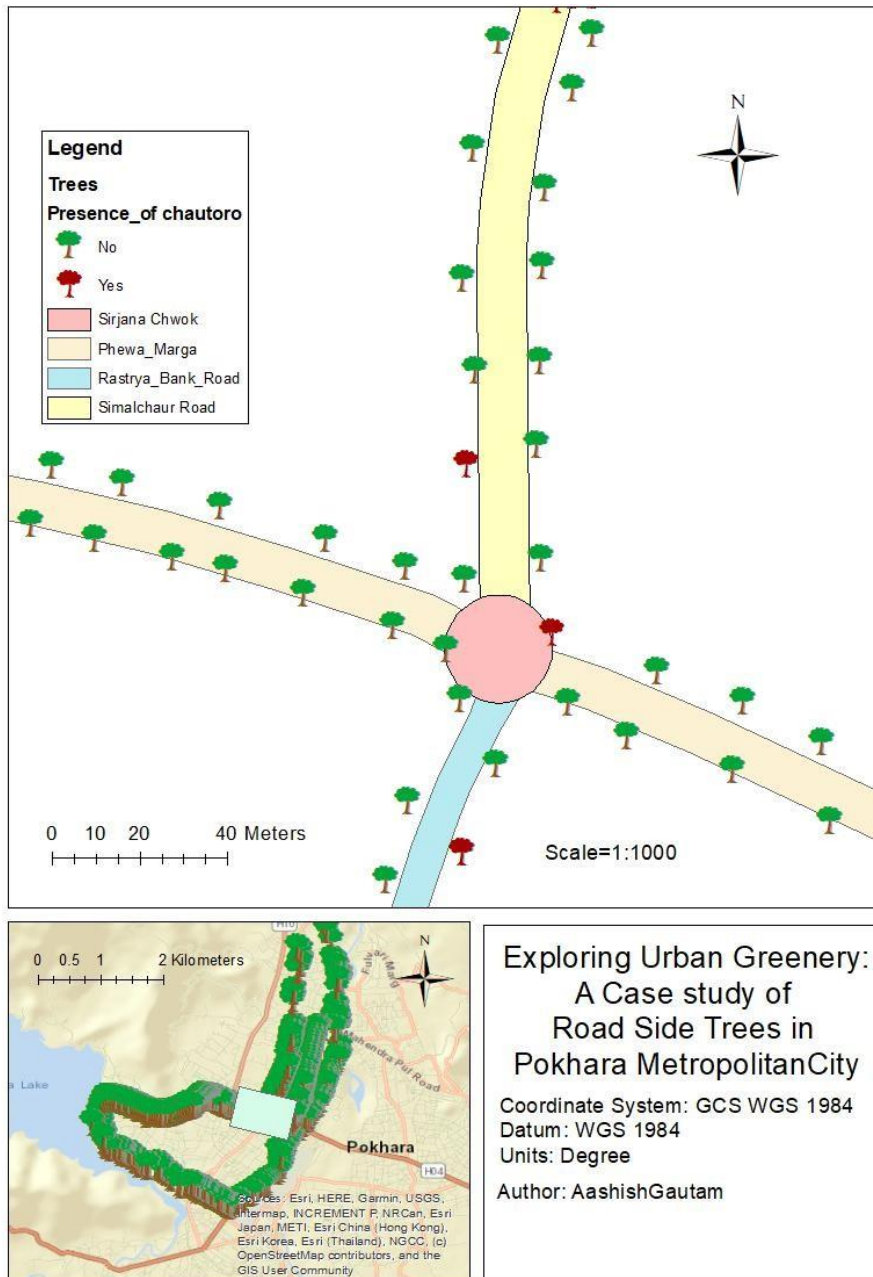 N
Legend
Trees
Presence_of chautoro
No
Yes
Sirjana Chwok
Phewa_Marga
Rastrya_Bank_Road
Simalchaur Road
0 10 20 40 Meters
Scale=1:1000
H10
N
0 0.5 1 2 Kilometers
Marg
Mahendra Pul Road
Lake
Pokhara
H04
Sources: Esri, HERE, Garmin, USGS,
Intermap, INCREMENT P, NRCan, Esri
Japan, METI, Esri China (Hong Kong),
Esri Korea, Esri (Thailand), NGCC, (c)
OpenStreetMap contributors, and the
GIS User Community
Exploring Urban Greenery:
A Case study of
Road Side Trees in
Pokhara MetropolitanCity
Coordinate System: GCS WGS 1984
Datum: WGS 1984
Units: Degree
Author: AashishGautam